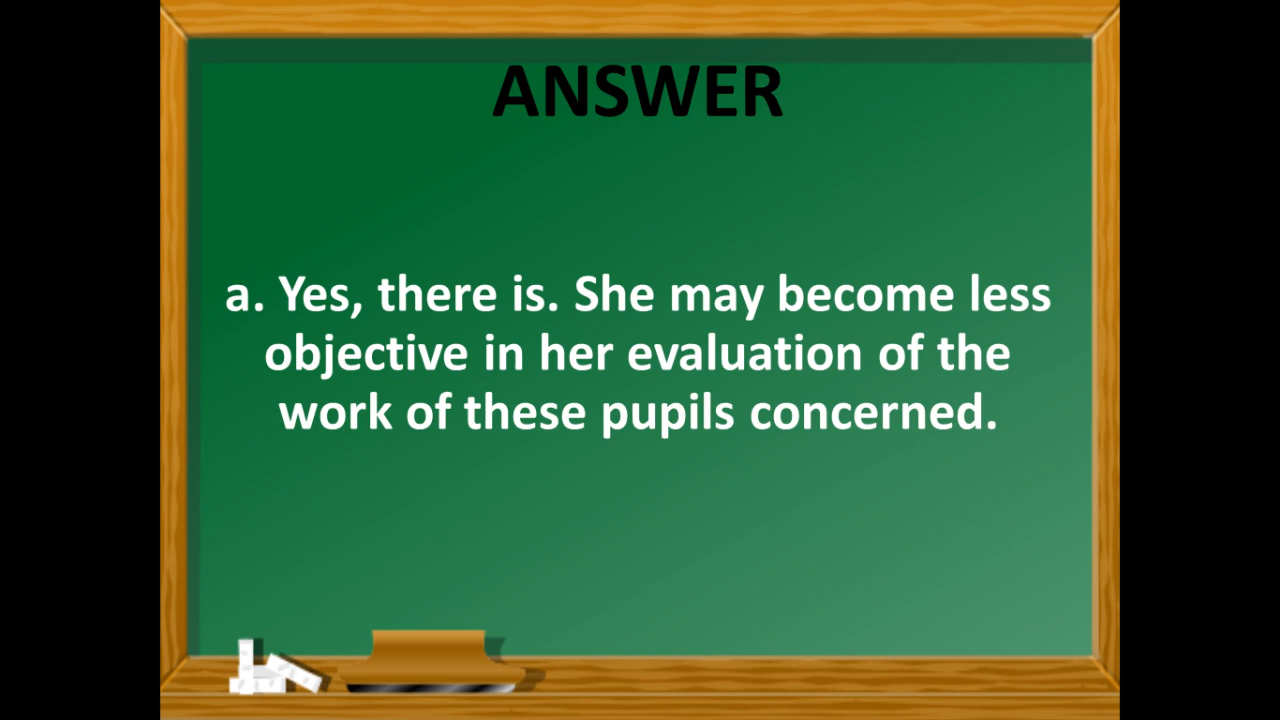 ANSWER
a. Yes, there is. She may become less
objective in her evaluation of the
work of these pupils concerned.